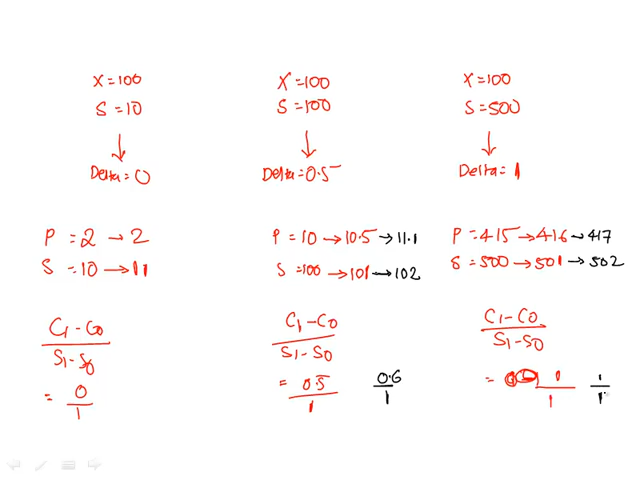 X=100
S=10
Delta=0
P=2→2
S=10→11
C1-C0
S1-S0
=0
1
X=100
S=100
Delta=0.5
P=10→10.5→11.1
S=100→101→102
C1-C0
S1-S0
=0.5
1
0.6
1
X=100
S=500
Delta=1
P=415→416→417
S=500→501→502
C1-C0
S1-S0
=
1
1
1
1